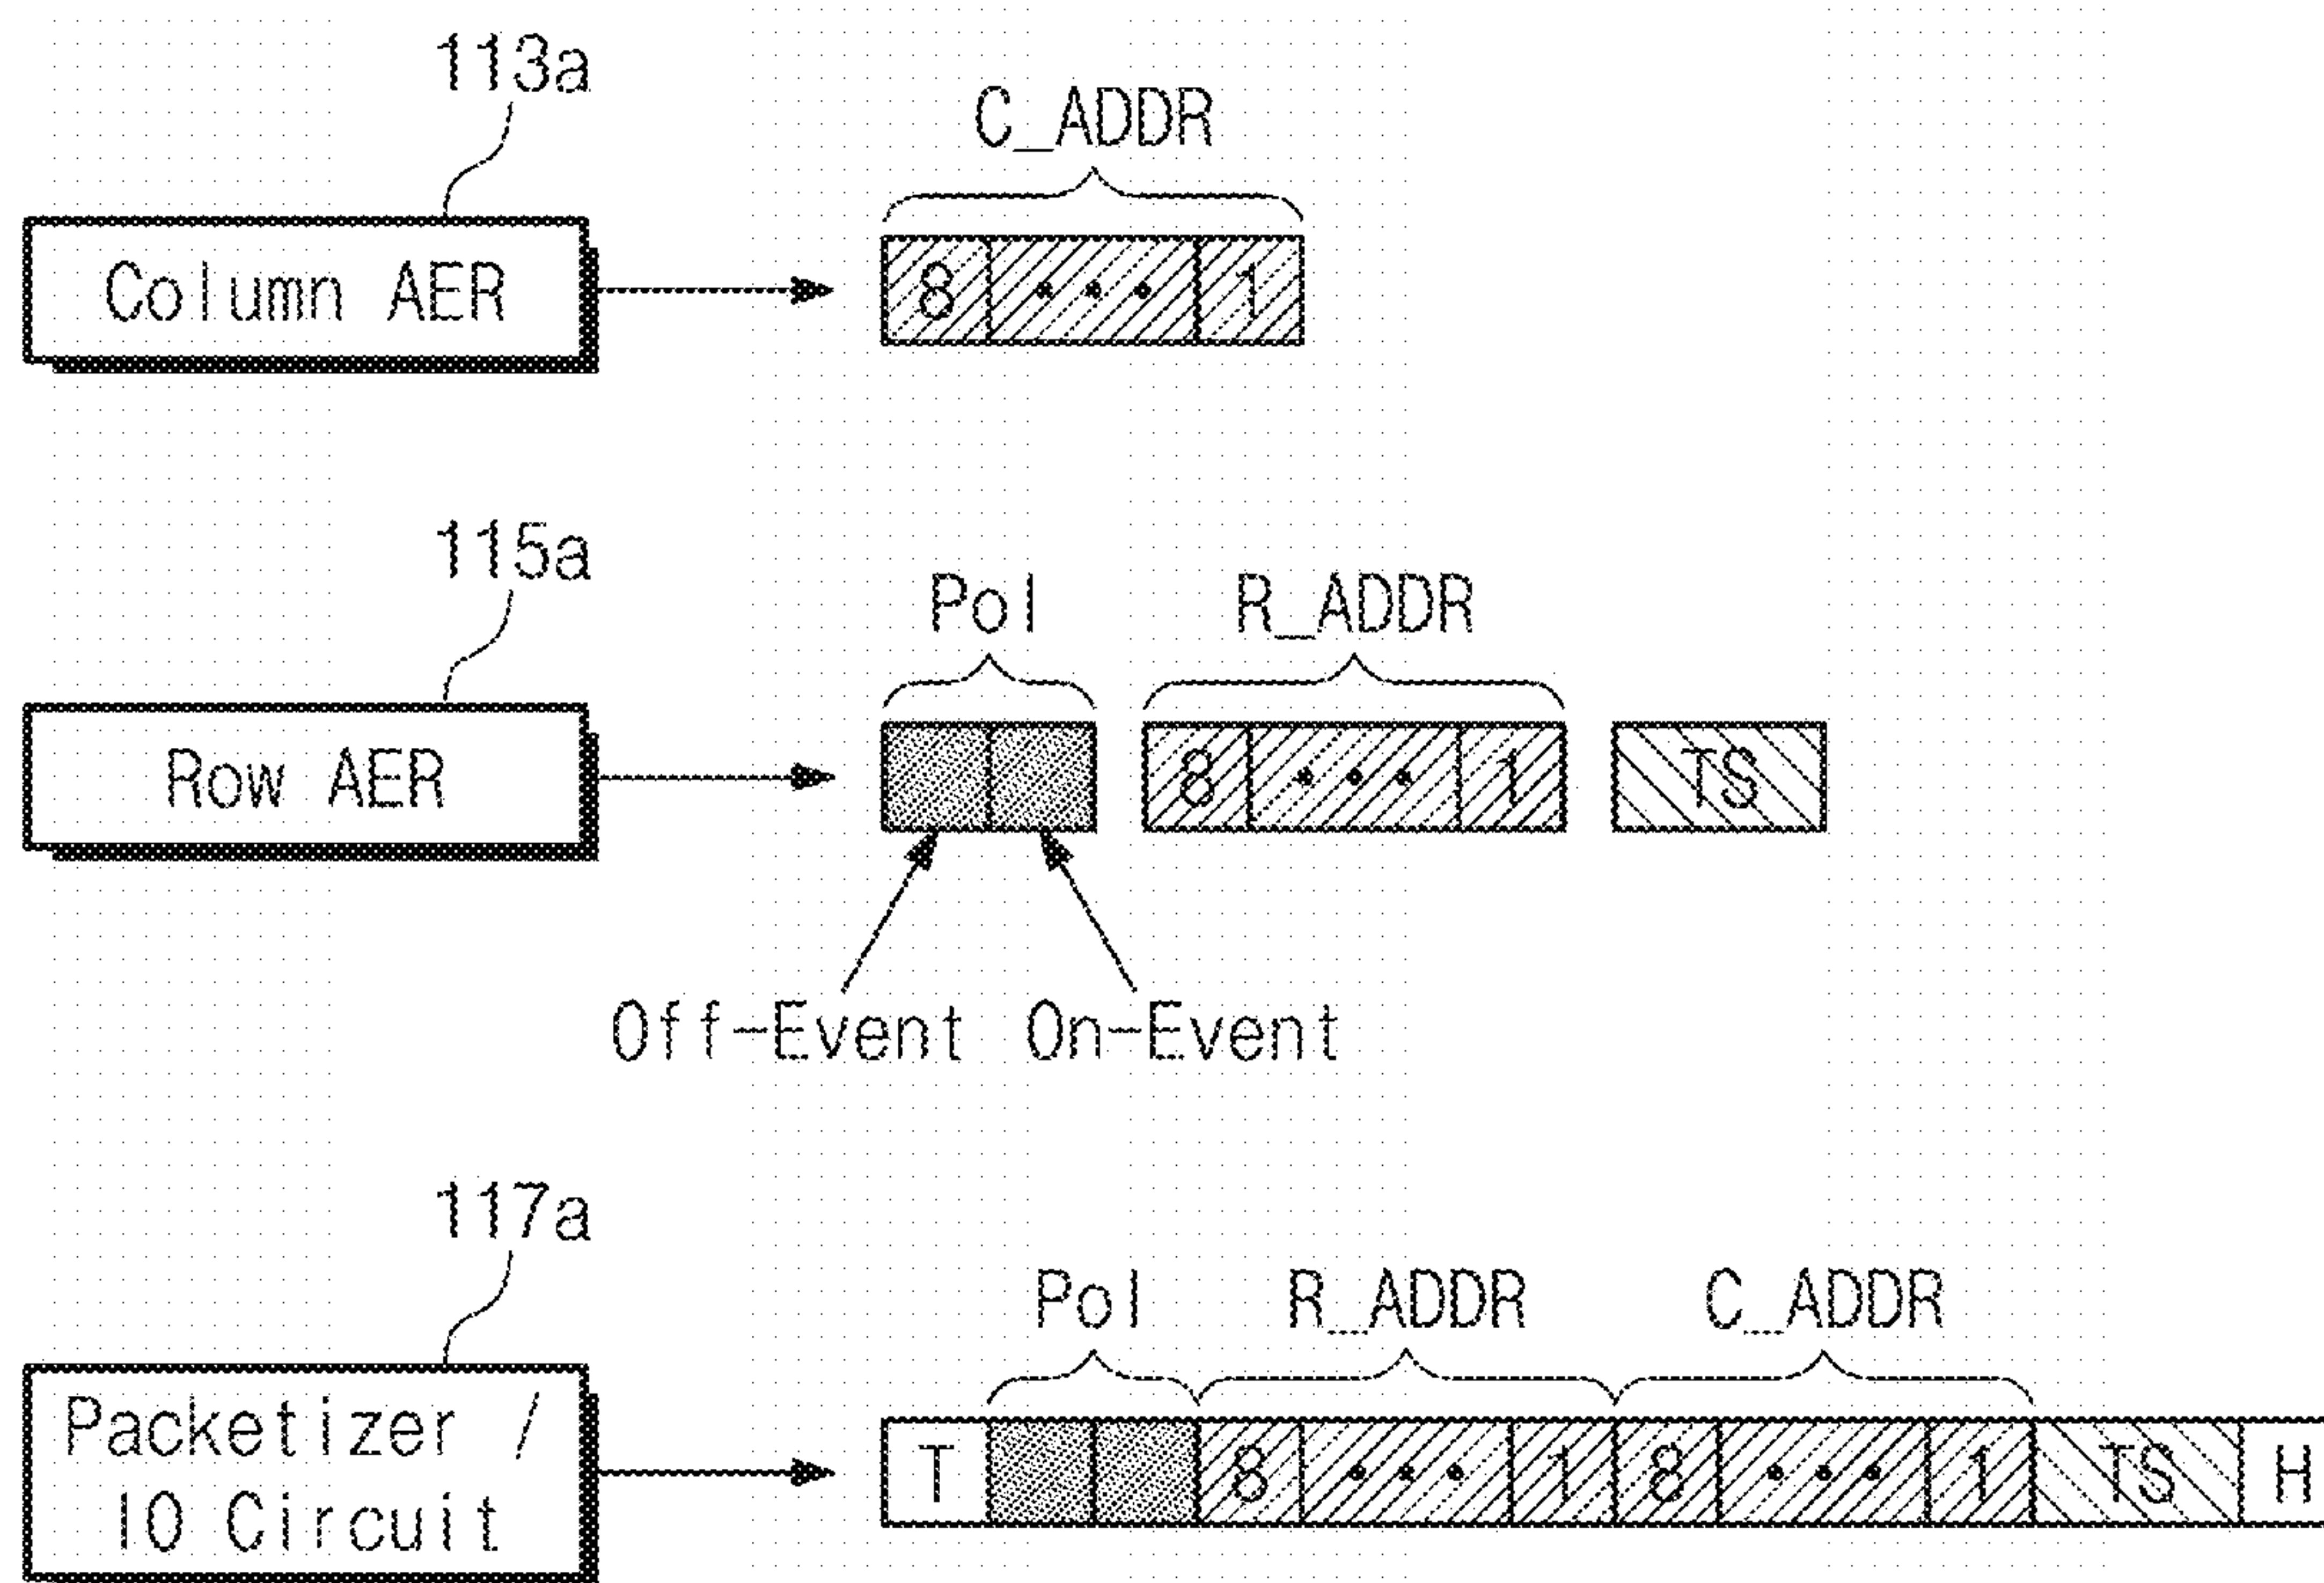 113a
C_ADDR
Column AER
8 • • • 1
115a
Pol R_ADDR
Row AER
8 • • • 1 TS
Off-Event On-Event
117a
Pol R_ADDR C_ADDR
Packetizer /
IO Circuit
T 8 • • • 1 8 • • • 1 TS H